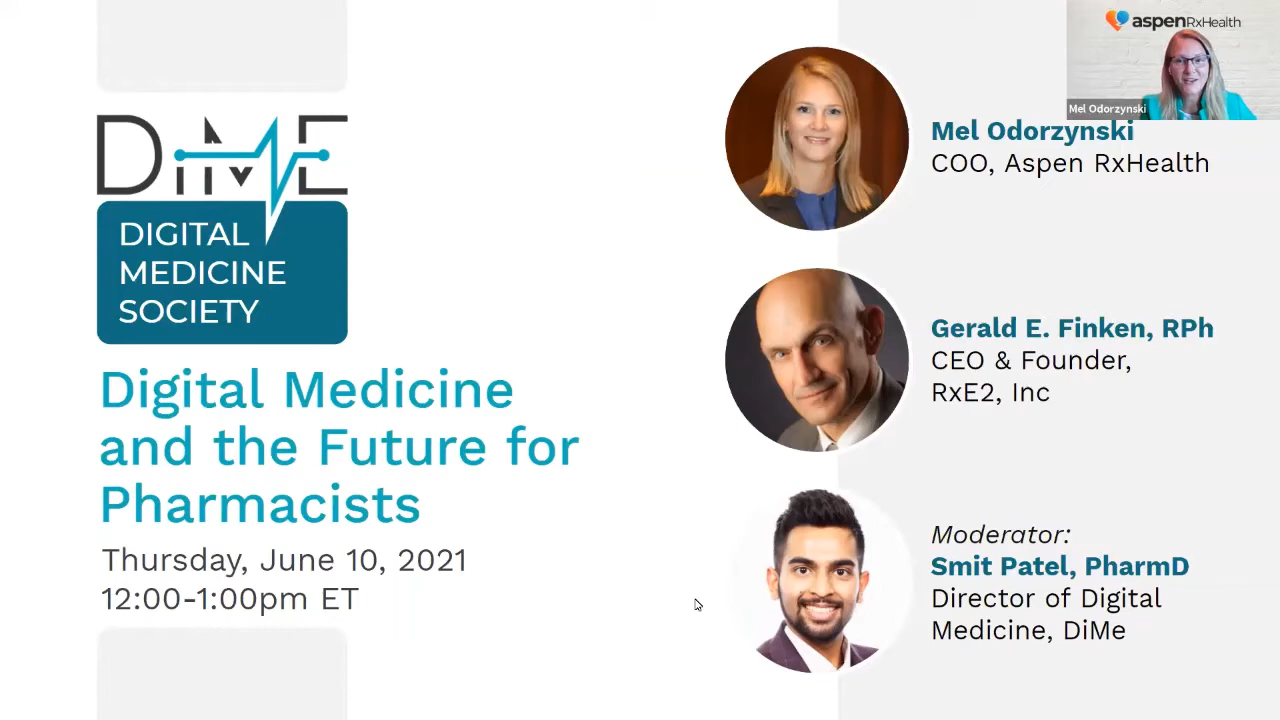 DiME
DIGITAL
MEDICINE
SOCIETY
Digital Medicine
and the Future for
Pharmacists
Thursday, June 10, 2021
12:00-1:00pm ET
aspenRxHealth
Mel Odorzynski
Mel Odorzynski
COO, Aspen RxHealth
Gerald E. Finken, RPh
CEO & Founder,
RxE2, Inc
Moderator:
Smit Patel, PharmD
Director of Digital
Medicine, DiMe